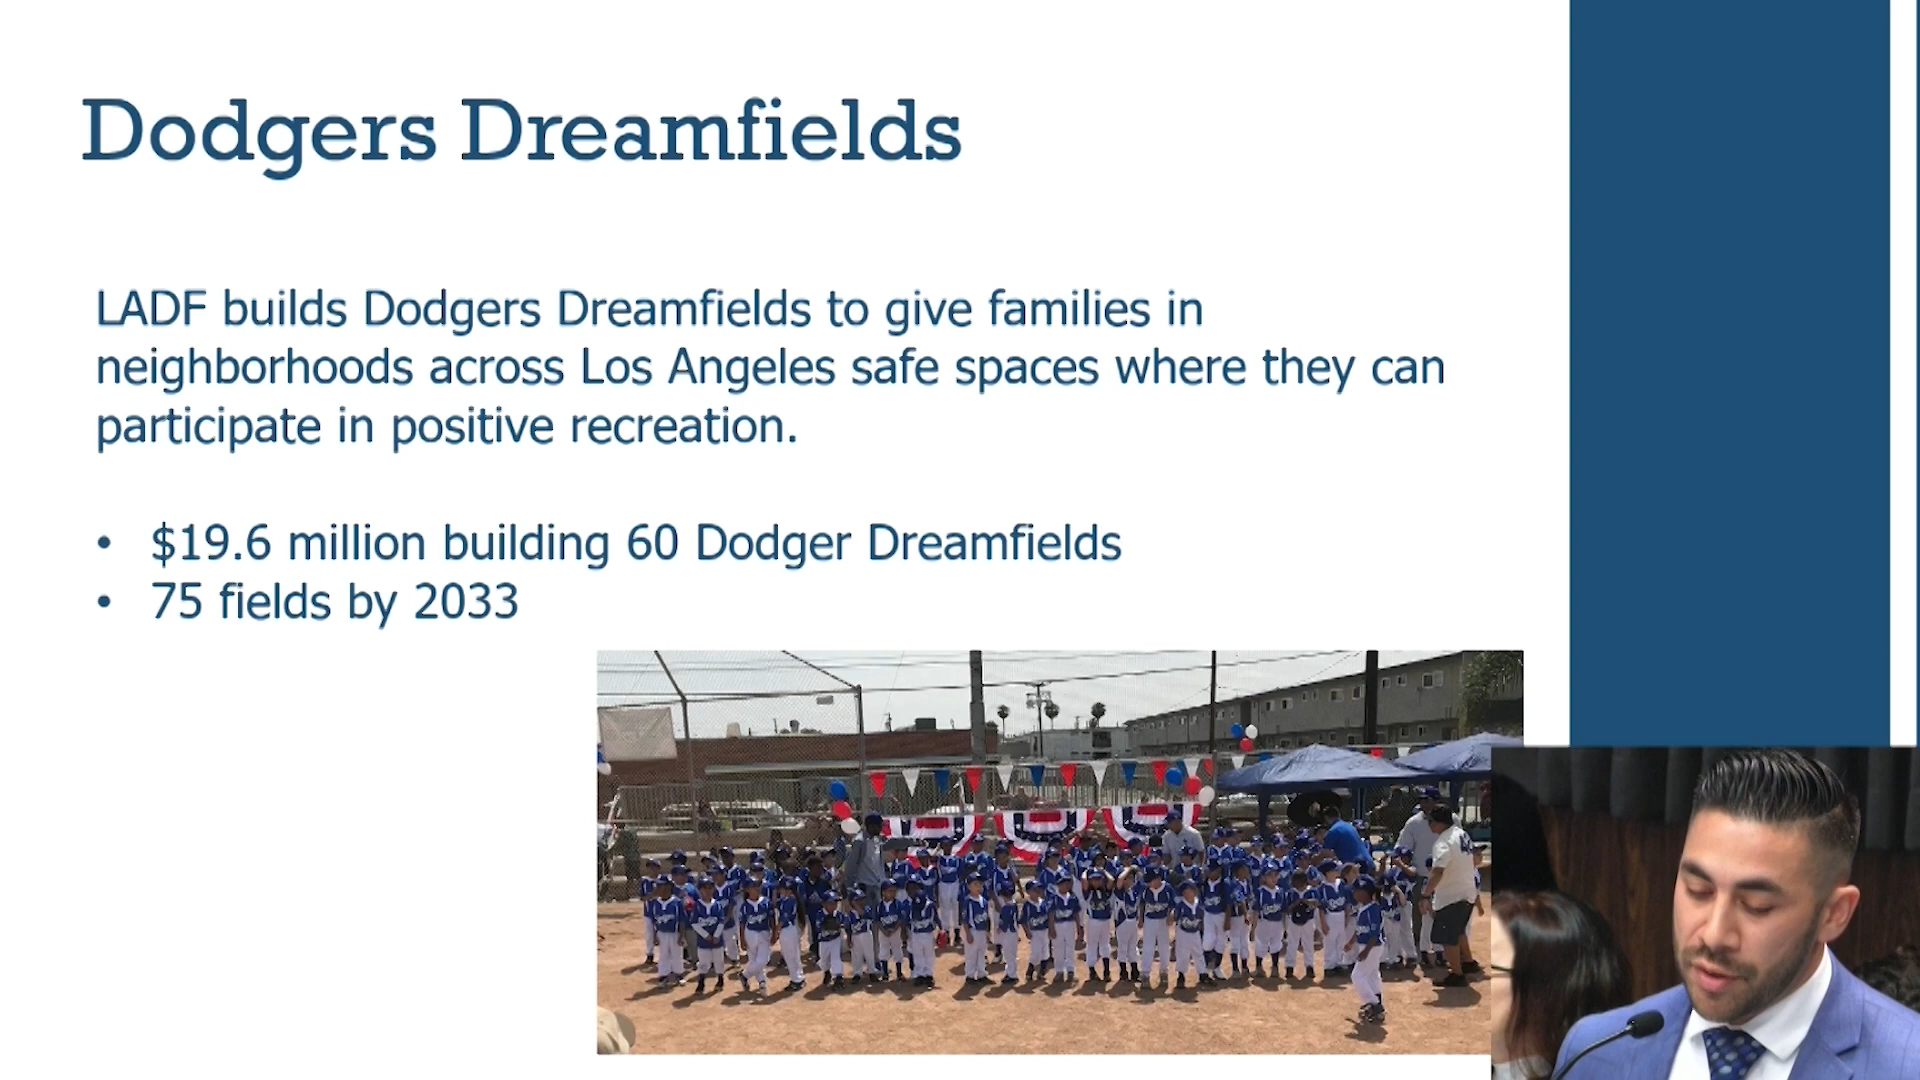 Dodgers Dreamfields
LADF builds Dodgers Dreamfields to give families in
neighborhoods across Los Angeles safe spaces where they can
participate in positive recreation.
• $19.6 million building 60 Dodger Dreamfields
• 75 fields by 2033